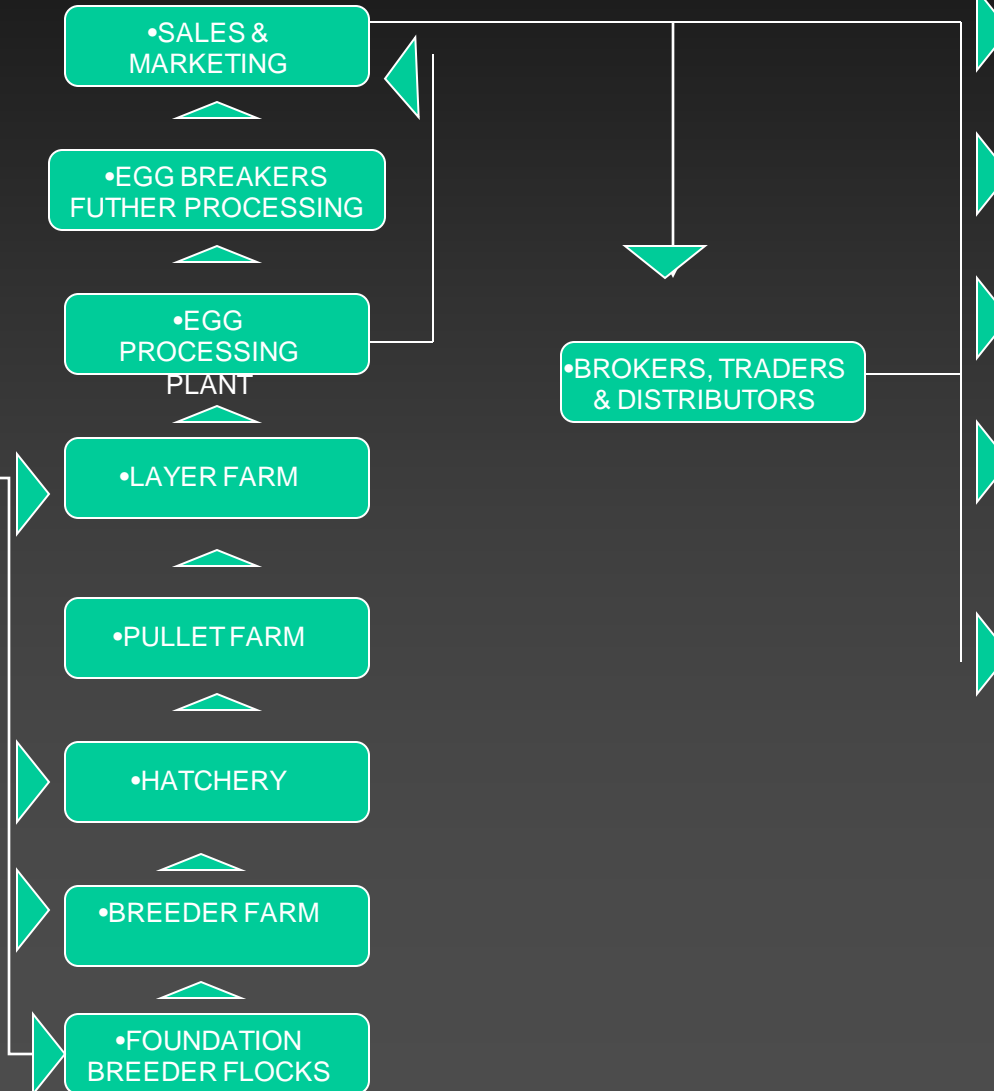 •SALES &
MARKETING
•EGG BREAKERS
FUTHER PROCESSING
•EGG
PROCESSING
PLANT
•BROKERS, TRADERS
& DISTRIBUTORS
•LAYER FARM
•PULLET FARM
•HATCHERY
•BREEDER FARM
•FOUNDATION
BREEDER FLOCKS